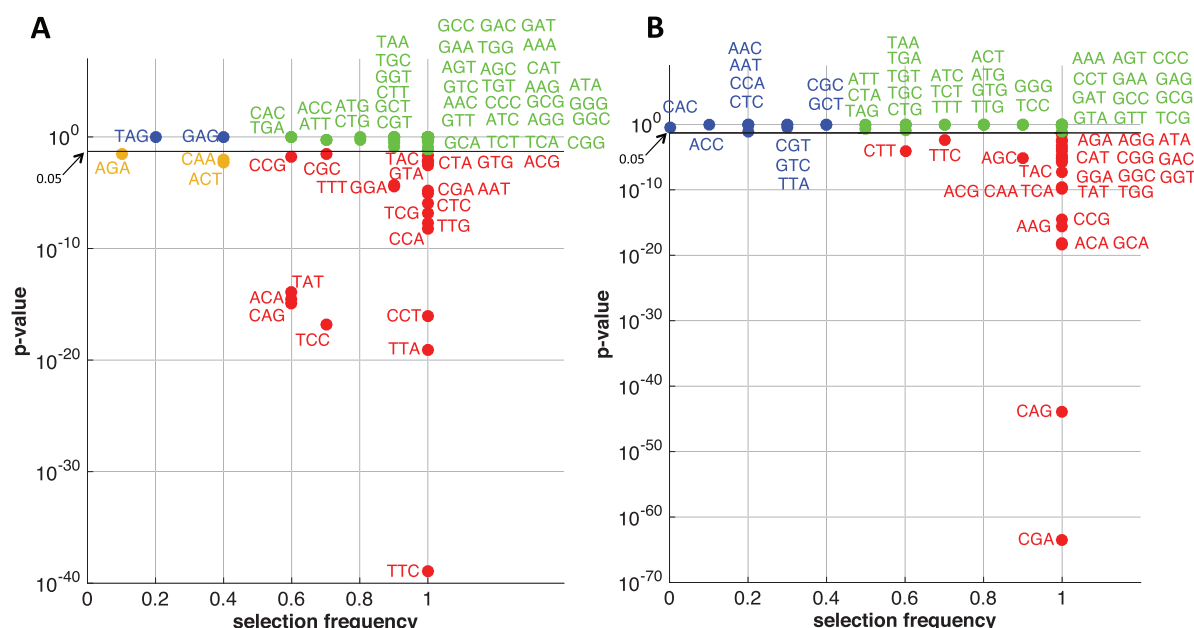 A
TAA
TGC
GGT
CTT
CAC ACC ATG GCT
TGA ATT CTG CGT
GCC GAC GAT
GAA TGG AAA
AGT AGC CAT
GTC TGT AAG ATA
AAC CCC GCG GGG
GTT ATC AGG GGC
GCA TCT TCA CGG
10^0
TAG GAG
0.05
AGA CAA
ACT
CCG CGC TAC CTA GTG ACG
GTA
TTT GGA CGA AAT
CTC
TCG
TTG
CCA
10^-10
TAT
ACA
CAG
TCC
CCT
TTA
10^-20
10^-30
TTC
10^-40
p-value
0 0.2 0.4 0.6 0.8 1
selection frequency
B
AAC
AAT
CCA
CTC
CAC
CGC
GCT
ATT
CTA
TAG
TAA
TGA
TGT
TGC
CTG
ATC
TCT
TTT
ACT
ATG
GTG
TTG
GGG
TCC
AAA AGT CCC
CCT GAA GAG
GAT GCC GCG
GTA GTT TCG
10^0
0.05
ACC
CGT
GTC
TTA
CTT TTC AGC
AGA AGG ATA
CAT CGG GAC
TAC GGA GGC GGT
10^-10
ACG CAA TCA TAT TGG
CCG
AAG
ACA GCA
10^-20
10^-30
10^-40
CAG
10^-50
10^-60
CGA
10^-70
p-value
0 0.2 0.4 0.6 0.8 1
selection frequency